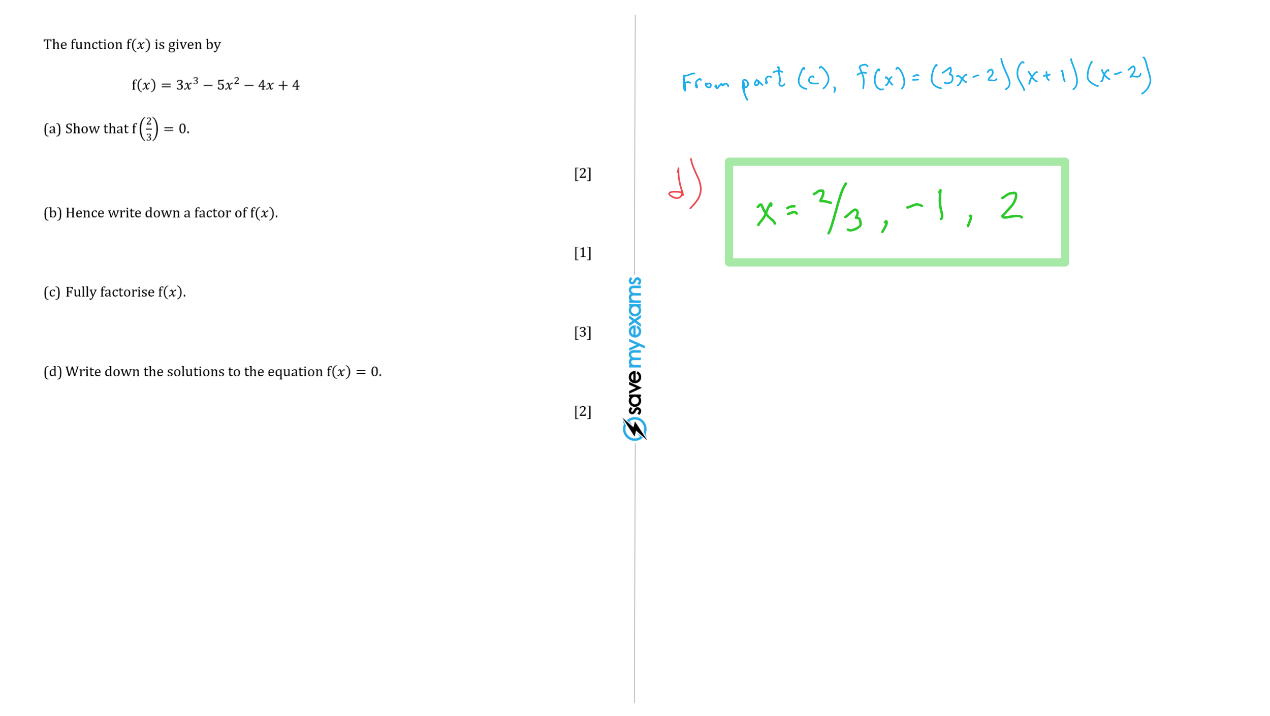 The function f(x) is given by
f(x) = 3x³ − 5x² − 4x + 4
(a) Show that f(2/3) = 0.
[2]
(b) Hence write down a factor of f(x).
[1]
(c) Fully factorise f(x).
[3]
(d) Write down the solutions to the equation f(x) = 0.
[2]
save my exams
From part (c), f(x) = (3x-2)(x+1)(x-2)
d)
x = 2/3, -1, 2